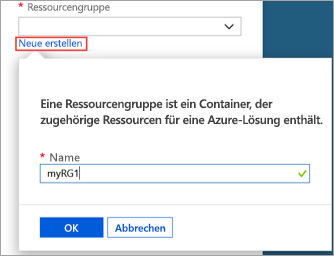 * Ressourcengruppe
Neue erstellen
Eine Ressourcengruppe ist ein Container, der
zugehörige Ressourcen für eine Azure-Lösung enthält.
* Name
myRG1
OK Abbrechen